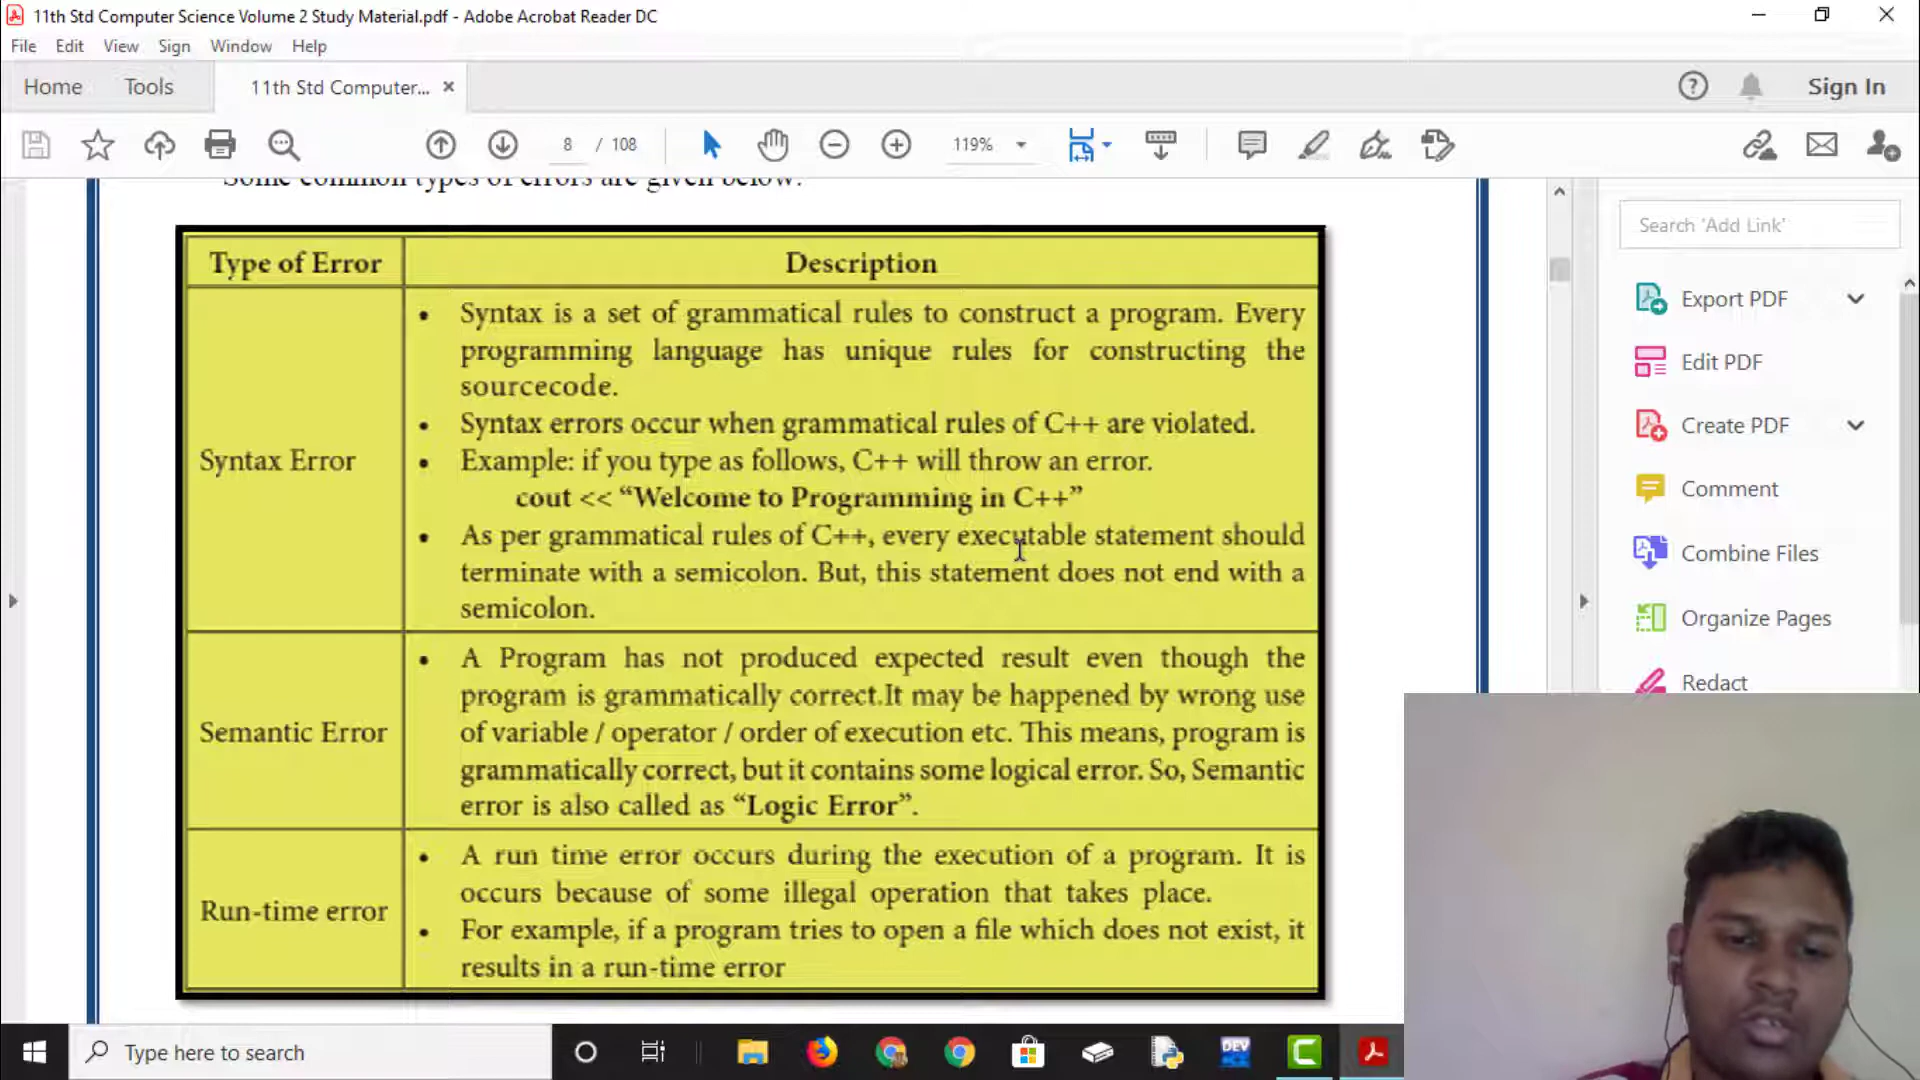 11th Std Computer Science Volume 2 Study Material.pdf - Adobe Acrobat Reader DC
File Edit View Sign Window Help
Home Tools 11th Std Computer... × Sign In
8 / 108 119%
Some common types of errors are given below:
Search 'Add Link'
Export PDF
Edit PDF
Create PDF
Comment
Combine Files
Organize Pages
Redact
Type of Error Description
Syntax Error
• Syntax is a set of grammatical rules to construct a program. Every
programming language has unique rules for constructing the
sourcecode.
• Syntax errors occur when grammatical rules of C++ are violated.
• Example: if you type as follows, C++ will throw an error.
cout << “Welcome to Programming in C++”
• As per grammatical rules of C++, every executable statement should
terminate with a semicolon. But, this statement does not end with a
semicolon.
Semantic Error
• A Program has not produced expected result even though the
program is grammatically correct.It may be happened by wrong use
of variable / operator / order of execution etc. This means, program is
grammatically correct, but it contains some logical error. So, Semantic
error is also called as “Logic Error”.
Run-time error
• A run time error occurs during the execution of a program. It is
occurs because of some illegal operation that takes place.
• For example, if a program tries to open a file which does not exist, it
results in a run-time error
Type here to search
DEV